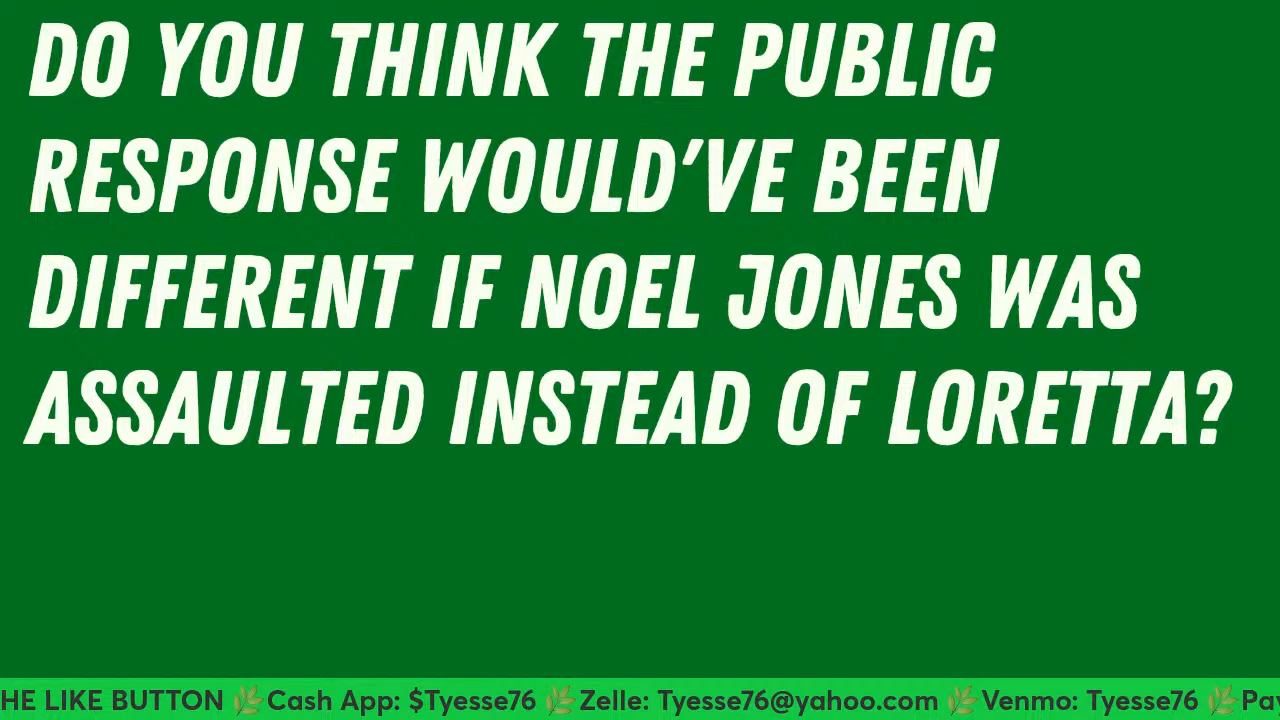 DO YOU THINK THE PUBLIC
RESPONSE WOULD'VE BEEN
DIFFERENT IF NOEL JONES WAS
ASSAULTED INSTEAD OF LORETTA?
HE LIKE BUTTON 🌿Cash App: $Tyesse76 🌿Zelle: Tyesse76@yahoo.com 🌿Venmo: Tyesse76 🌿Pay